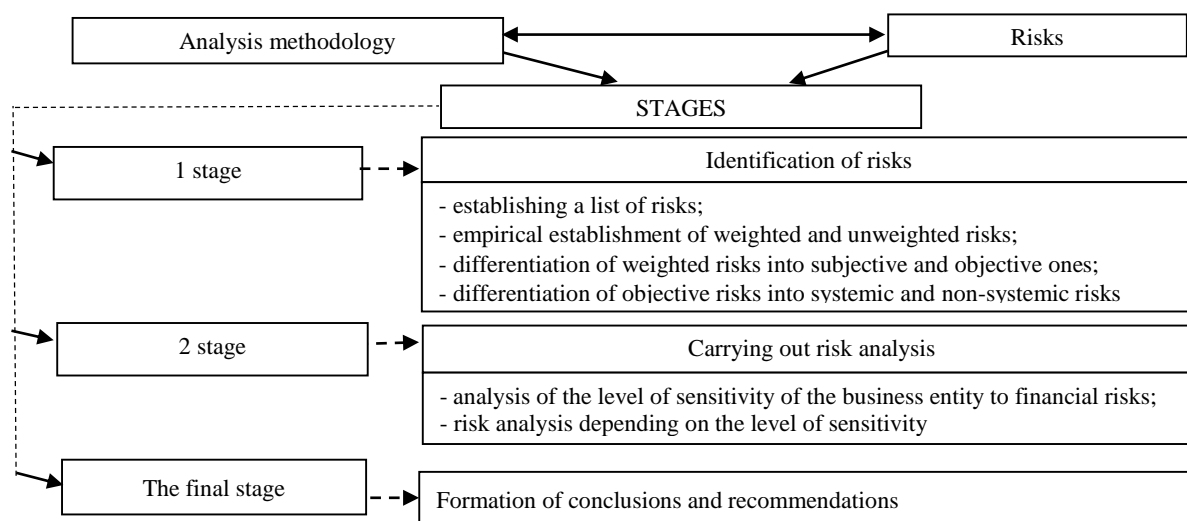 Analysis methodology
Risks
STAGES
1 stage
Identification of risks
- establishing a list of risks;
- empirical establishment of weighted and unweighted risks;
- differentiation of weighted risks into subjective and objective ones;
- differentiation of objective risks into systemic and non-systemic risks
2 stage
Carrying out risk analysis
- analysis of the level of sensitivity of the business entity to financial risks;
- risk analysis depending on the level of sensitivity
The final stage
Formation of conclusions and recommendations